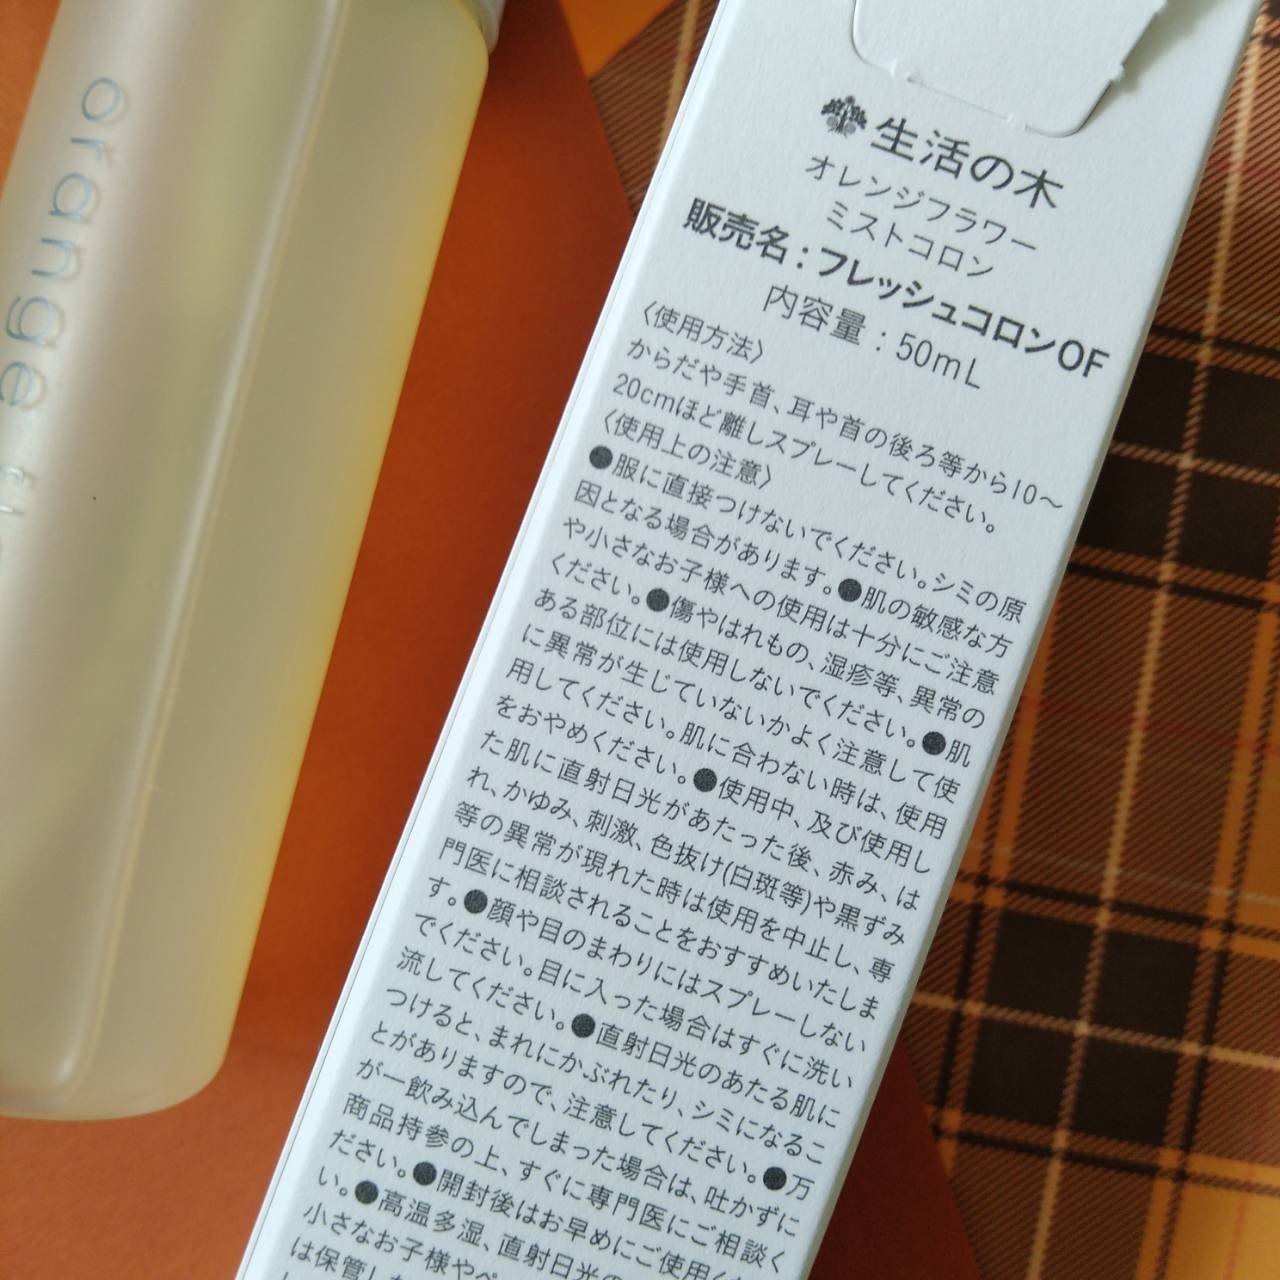 orange
生活の木
オレンジフラワー
ミストコロン
販売名：フレッシュコロンOF
内容量：50mL
〈使用方法〉
からだや手首、耳や首の後ろ等から10〜
20cmほど離しスプレーしてください。
〈使用上の注意〉
●服に直接つけないでください。シミの原
因となる場合があります。●肌の敏感な方
や小さなお子様への使用は十分にご注意
ください。●傷やはれもの、湿疹等、異常の
ある部位には使用しないでください。●肌
に異常が生じていないかよく注意して使
用してください。肌に合わない時は、使用
をおやめください。●使用中、及び使用し
た肌に直射日光があたった後、赤み、は
れ、かゆみ、刺激、色抜け(白斑等)や黒ずみ
等の異常が現れた時は使用を中止し、専
門医に相談されることをおすすめいたしま
す。●顔や目のまわりにはスプレーしない
でください。目に入った場合はすぐに洗い
流してください。●直射日光のあたる肌に
つけると、まれにかぶれたり、シミになるこ
とがありますので、注意してください。●万
が一飲み込んでしまった場合は、吐かずに
商品持参の上、すぐに専門医にご相談く
ださい。●開封後はお早めにご使用くださ
い。●高温多湿、直射日光の
小さなお子様やペ
は保管し